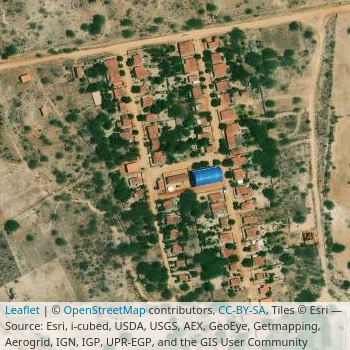 Leaflet | © OpenStreetMap contributors, CC-BY-SA, Tiles © Esri —
Source: Esri, i-cubed, USDA, USGS, AEX, GeoEye, Getmapping,
Aerogrid, IGN, IGP, UPR-EGP, and the GIS User Community